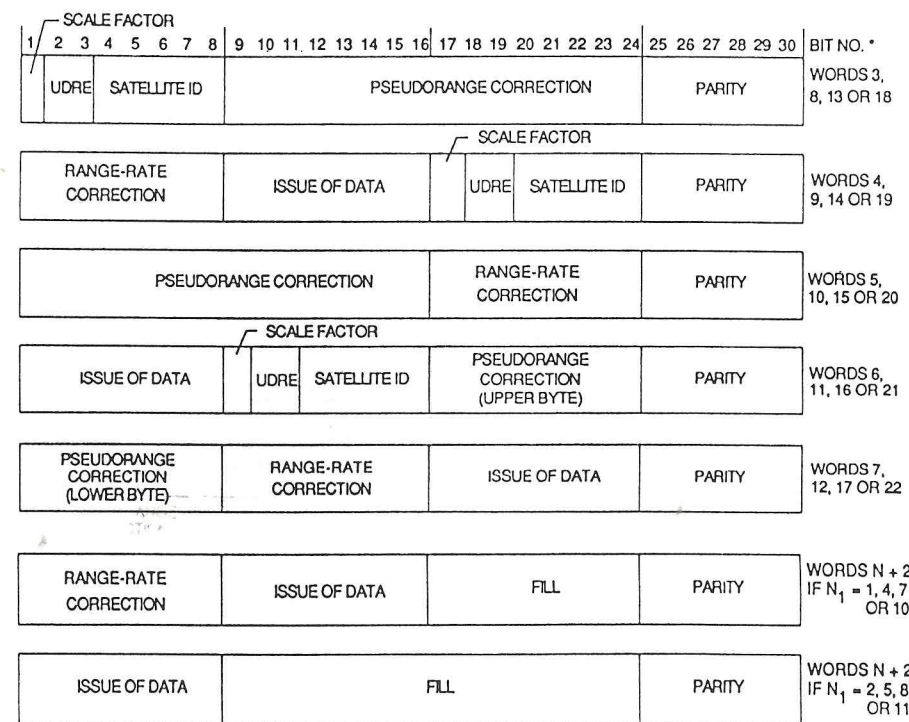 SCALE FACTOR
1 2 3 4 5 6 7 8 9 10 11 12 13 14 15 16 17 18 19 20 21 22 23 24 25 26 27 28 29 30 BIT NO. *
UDRE SATELLITE ID PSEUDORANGE CORRECTION PARITY
WORDS 3,
8, 13 OR 18
SCALE FACTOR
RANGE-RATE
CORRECTION
ISSUE OF DATA UDRE SATELLITE ID PARITY
WORDS 4,
9, 14 OR 19
PSEUDORANGE CORRECTION
RANGE-RATE
CORRECTION
PARITY
WORDS 5,
10, 15 OR 20
SCALE FACTOR
ISSUE OF DATA UDRE SATELLITE ID
PSEUDORANGE
CORRECTION
(UPPER BYTE)
PARITY
WORDS 6,
11, 16 OR 21
PSEUDORANGE
CORRECTION
(LOWER BYTE)
RANGE-RATE
CORRECTION
ISSUE OF DATA PARITY
WORDS 7,
12, 17 OR 22
RANGE-RATE
CORRECTION
ISSUE OF DATA FILL PARITY
WORDS N + 2
IF N1 = 1, 4, 7
OR 10
ISSUE OF DATA FILL PARITY
WORDS N + 2
IF N1 = 2, 5, 8
OR 11